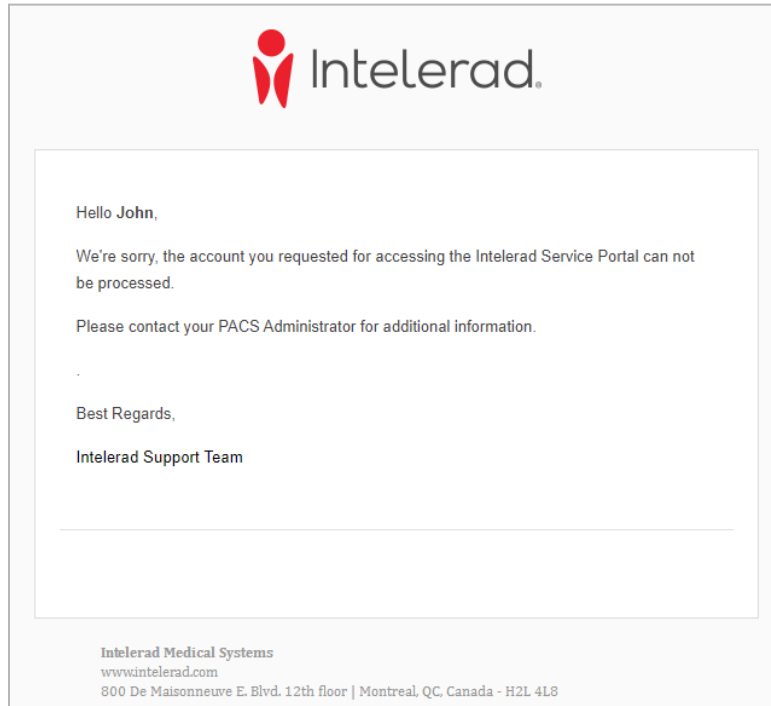 Intelerad®
Hello John,
We're sorry, the account you requested for accessing the Intelerad Service Portal can not
be processed.
Please contact your PACS Administrator for additional information.
.
Best Regards,
Intelerad Support Team
Intelerad Medical Systems
www.intelerad.com
800 De Maisonneuve E. Blvd. 12th floor | Montreal, QC, Canada - H2L 4L8